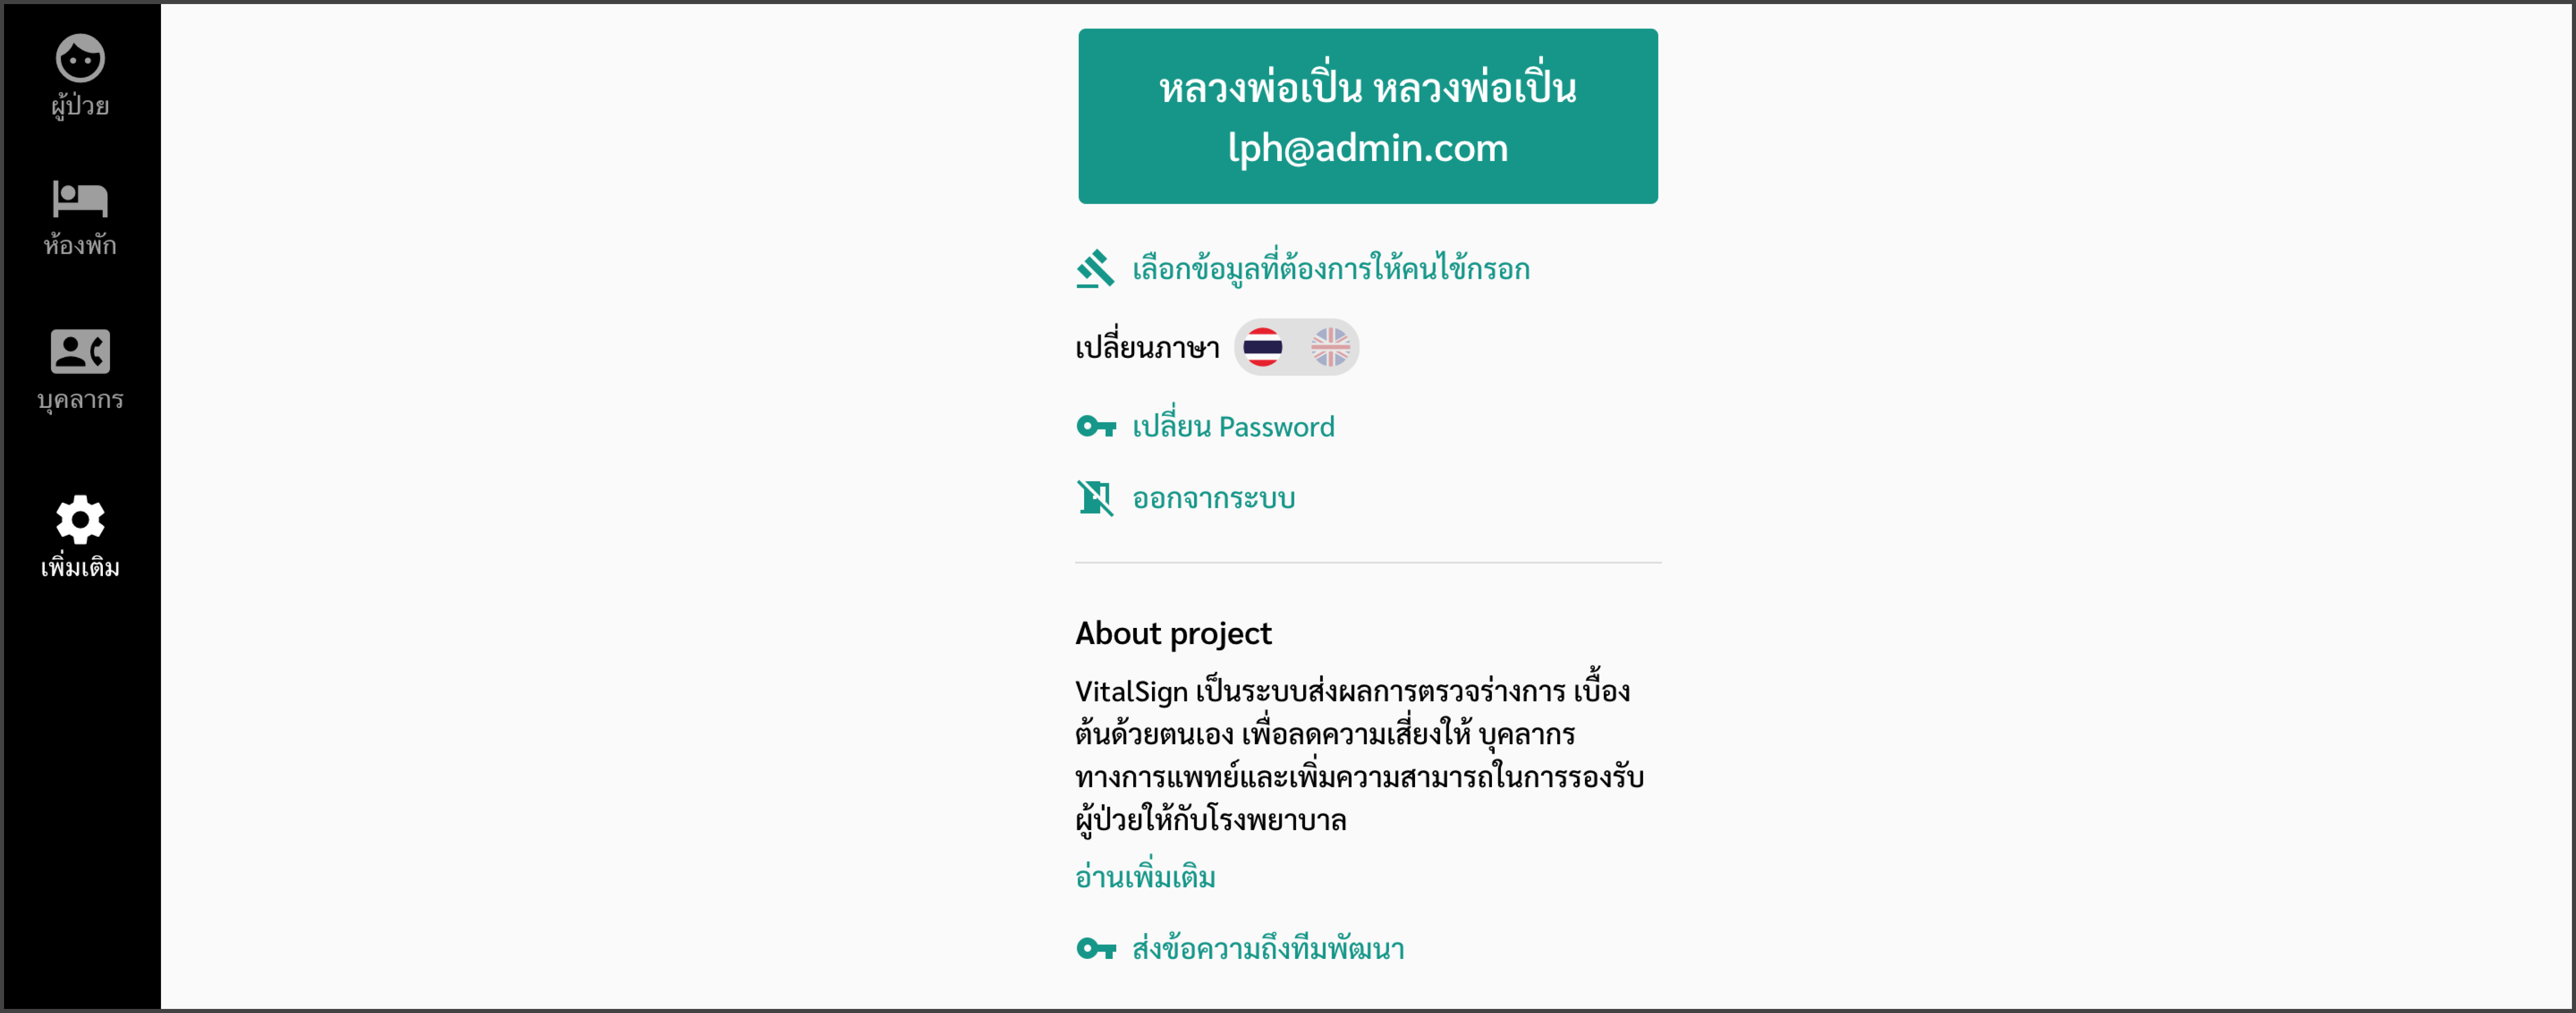 ผู้ป่วย
ห้องพัก
บุคลากร
เพิ่มเติม
หลวงพ่อเปิ่น หลวงพ่อเปิ่น
lph@admin.com
เลือกข้อมูลที่ต้องการให้คนไข้กรอก
เปลี่ยนภาษา
เปลี่ยน Password
ออกจากระบบ
About project
VitalSign เป็นระบบส่งผลการตรวจร่างการ เบื้อง
ต้นด้วยตนเอง เพื่อลดความเสี่ยงให้ บุคลากร
ทางการแพทย์และเพิ่มความสามารถในการรองรับ
ผู้ป่วยให้กับโรงพยาบาล
อ่านเพิ่มเติม
ส่งข้อความถึงทีมพัฒนา